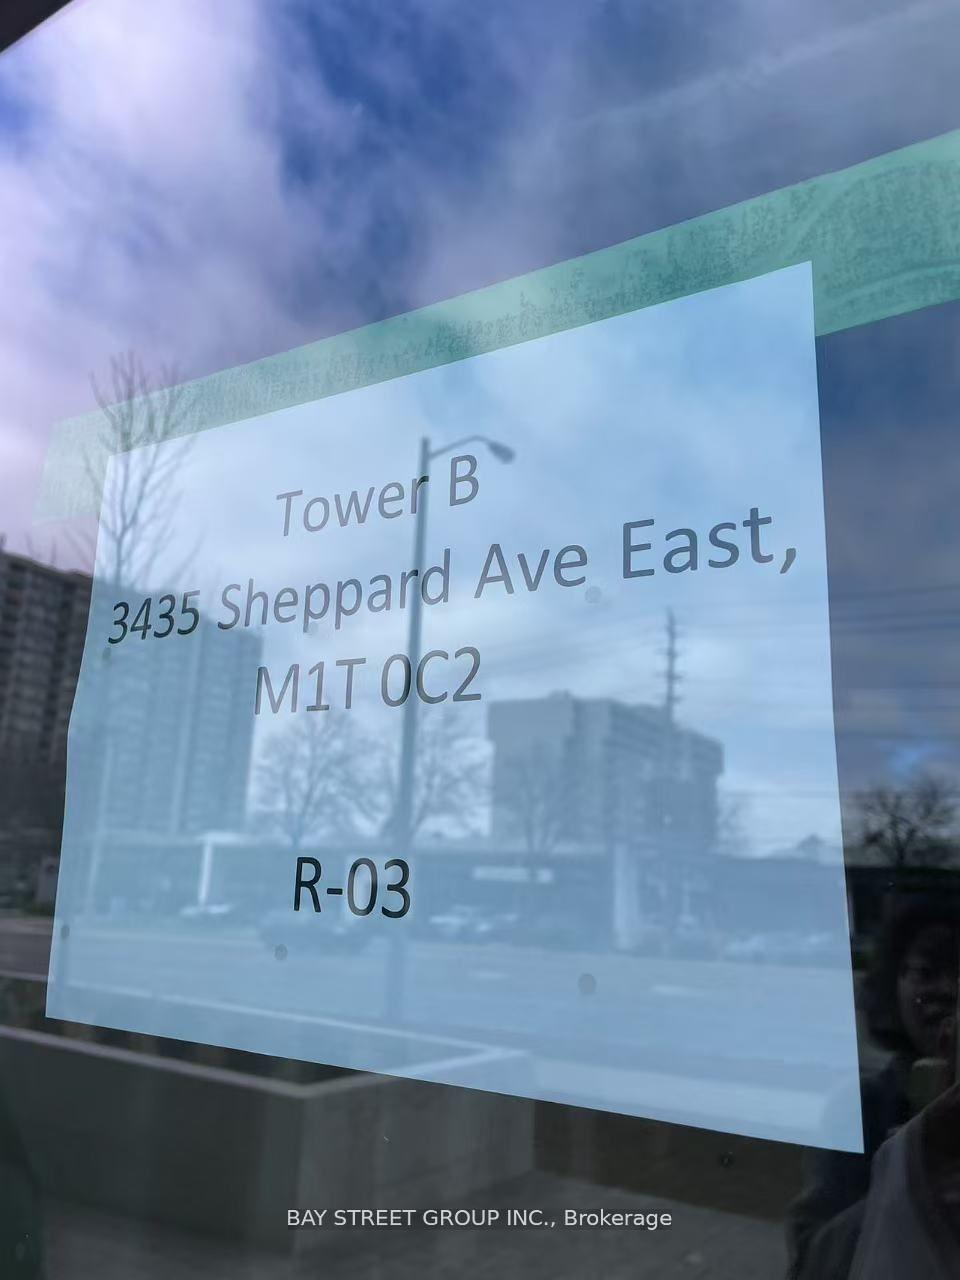 Tower B
3435 Sheppard Ave East,
M1T 0C2
R-03
BAY STREET GROUP INC., Brokerage